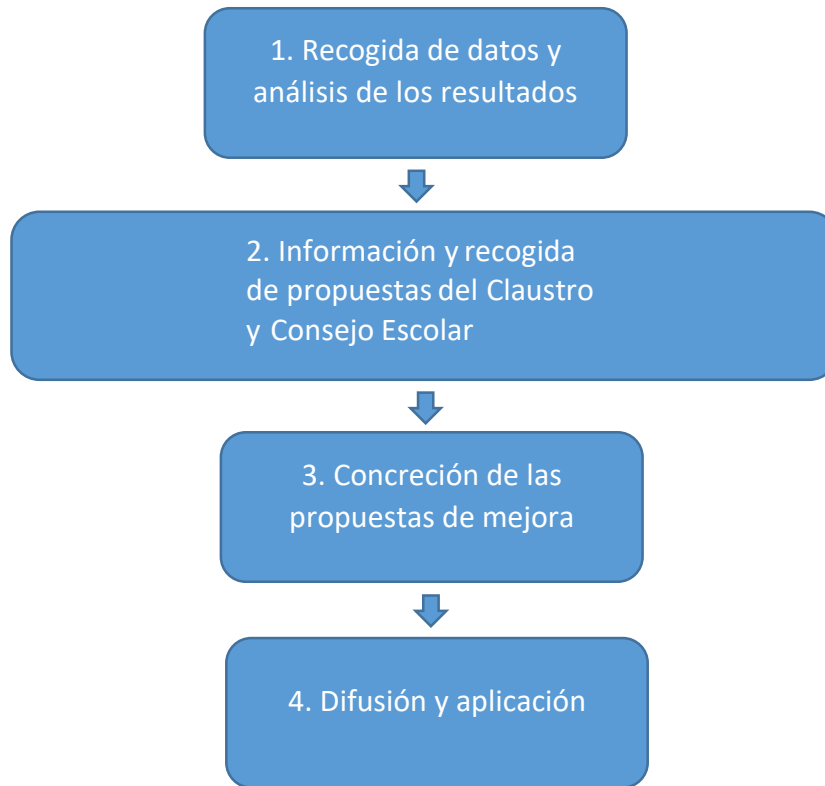 1. Recogida de datos y
análisis de los resultados
2. Información y recogida
de propuestas del Claustro
y Consejo Escolar
3. Concreción de las
propuestas de mejora
4. Difusión y aplicación